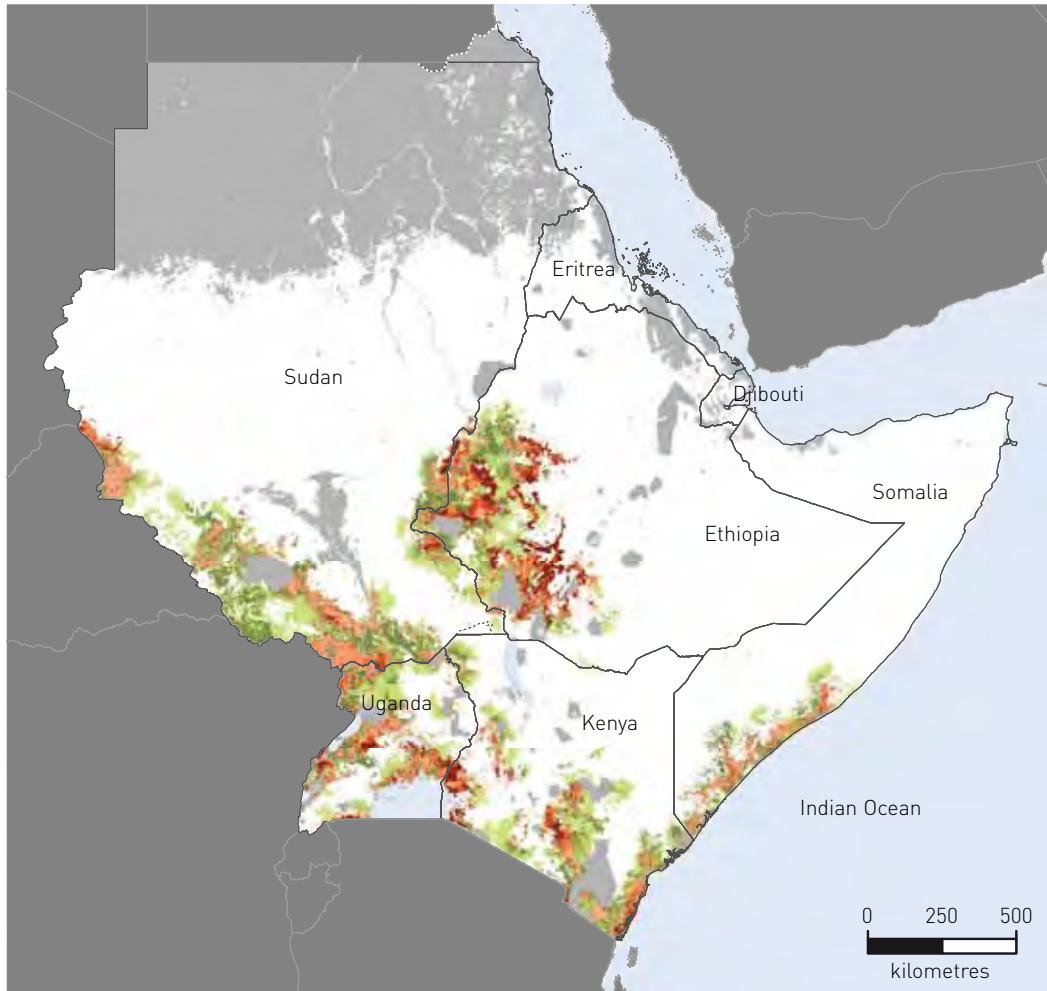 Eritrea
Sudan
Djibouti
Somalia
Ethiopia
Uganda
Kenya
Indian Ocean
0 250 500
kilometres